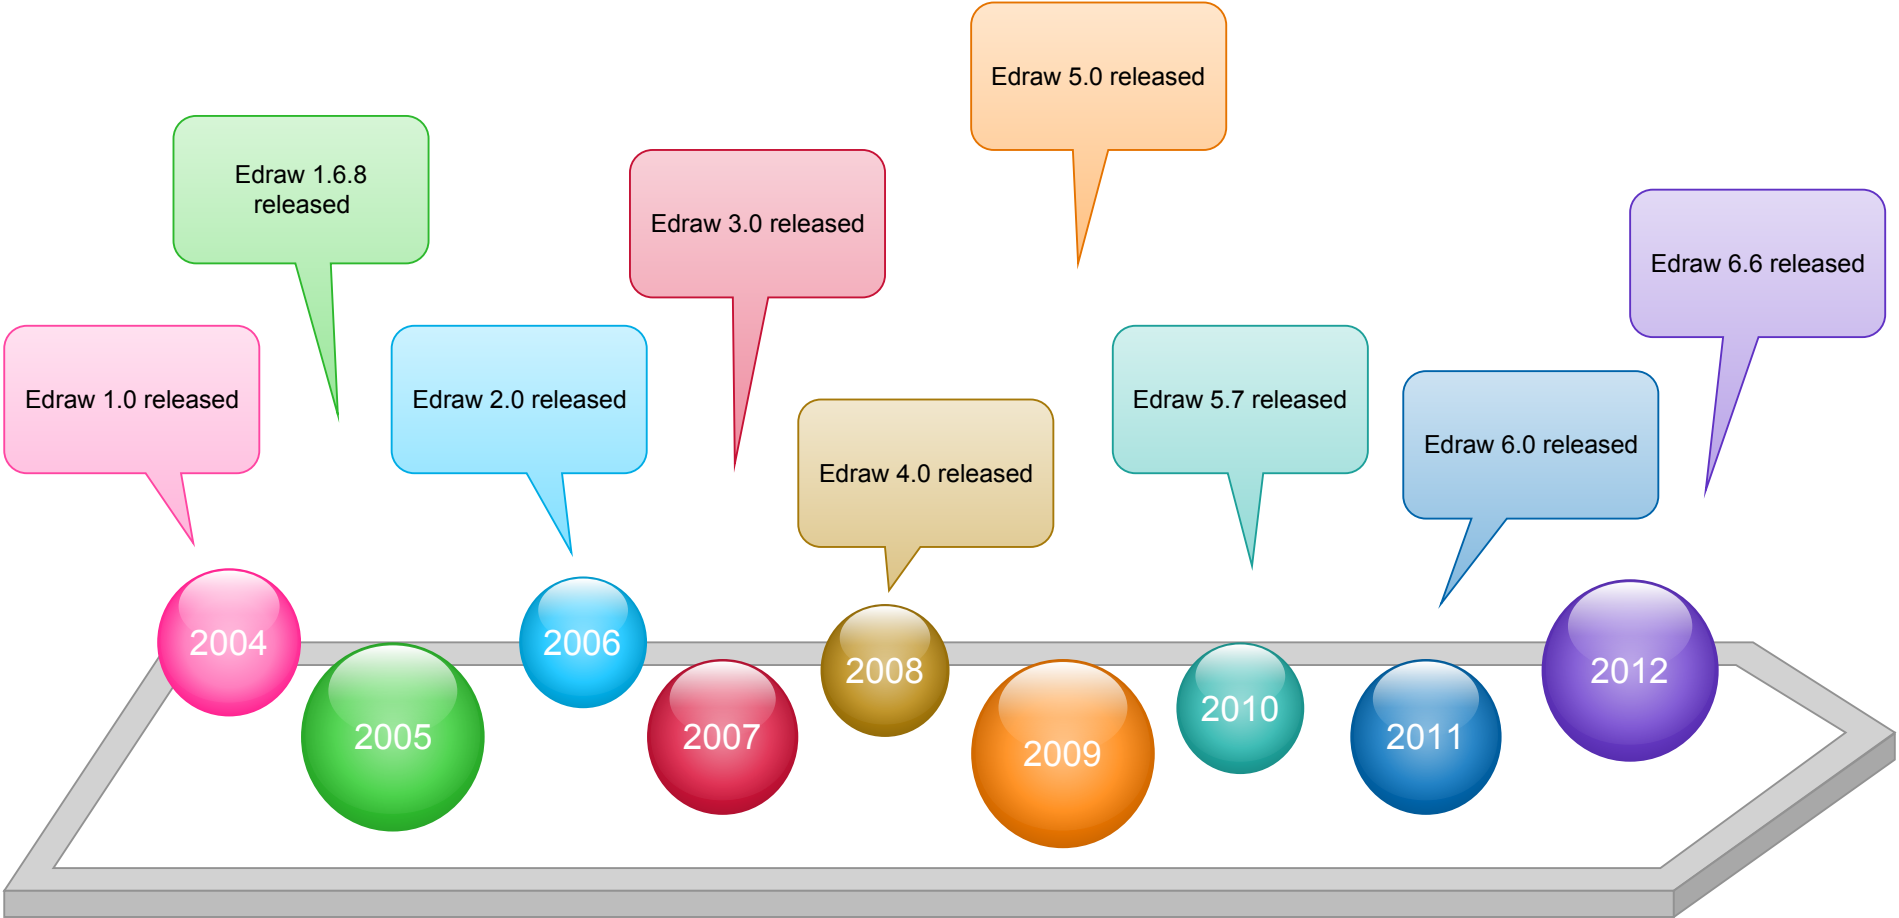 Edraw 5.0 released
Edraw 1.6.8
released
Edraw 3.0 released
Edraw 6.6 released
Edraw 1.0 released
Edraw 2.0 released
Edraw 5.7 released
Edraw 6.0 released
Edraw 4.0 released
2004
2005
2006
2007
2008
2009
2010
2011
2012